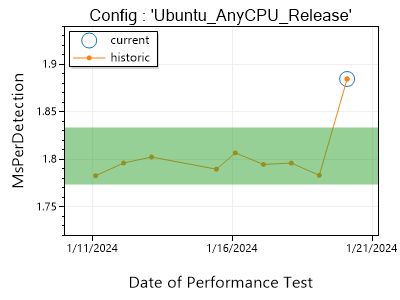 Config : 'Ubuntu_AnyCPU_Release'
current
historic
MsPerDetection
1.9
1.85
1.8
1.75
1/11/2024
1/16/2024
1/21/2024
Date of Performance Test